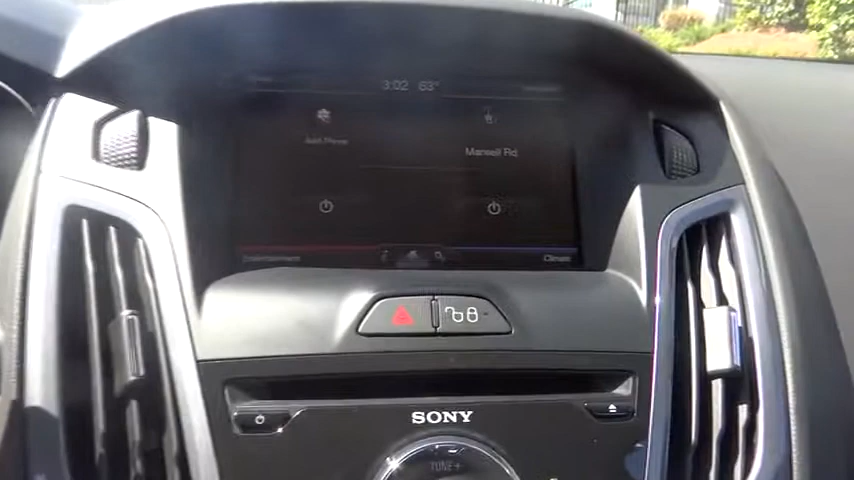 3:02 63°
Add Phone
Mansell Rd
Entertainment
Climate
SONY
TUNE+